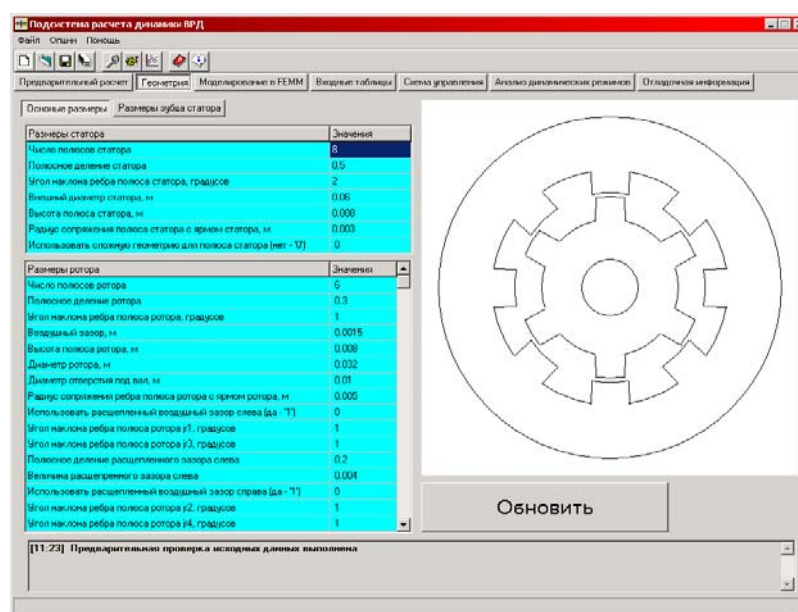 Подсистема расчета динамики ВРД
Файл Опции Помощь
Предварительный расчет Геометрия Моделирование в FEMM Входные таблицы Схема управления Анализ динамических режимов Отладочная информация
Основные размеры Размеры зубца статора
Размеры статора Значения
Число полюсов статора 8
Полюсное деление статора 0.5
Угол наклона ребра полюса статора, градусов 2
Внешний диаметр статора, м 0.06
Высота полюса статора, м 0.008
Радиус сопряжения полюса статора с ярмом статора, м 0.003
Использовать сложную геометрию для полюса статора (нет - '0') 0
Размеры ротора Значения
Число полюсов ротора 6
Полюсное деление ротора 0.3
Угол наклона ребра полюса ротора, градусов 1
Воздушный зазор, м 0.0015
Высота полюса ротора, м 0.008
Диаметр ротора, м 0.032
Диаметр отверстия под вал, м 0.01
Радиус сопряжения ребра полюса ротора с ярмом ротора, м 0.005
Использовать расщепленный воздушный зазор слева (да - '1') 0
Угол наклона ребра полюса ротора y1, градусов 1
Угол наклона ребра полюса ротора y3, градусов 1
Полюсное деление расщепленного зазора слева 0.2
Величина расщепренного зазора слева 0.004
Использовать расщепленный воздушный зазор справа (да - '1') 0
Угол наклона ребра полюса ротора y2, градусов 1
Угол наклона ребра полюса ротора y4, градусов 1
Обновить
[11:23] Предварительная проверка исходных данных выполнена